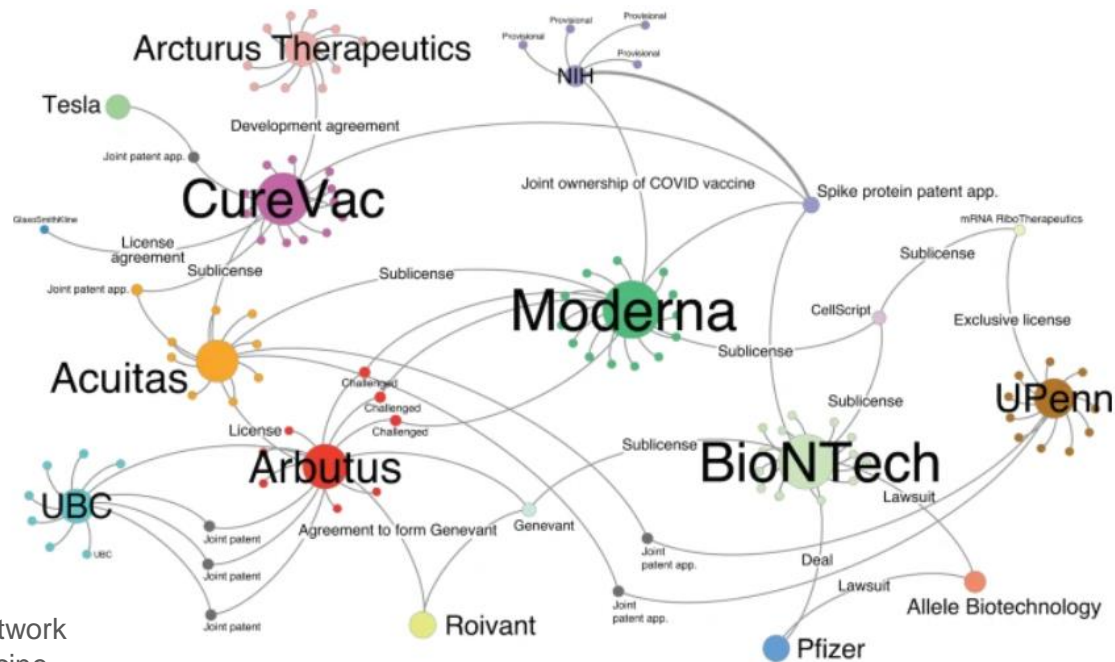 Provisional
Provisional
Provisional
Provisional
NIH
Arcturus Therapeutics
Tesla
Development agreement
Joint patent app.
CureVac
Joint ownership of COVID vaccine
Spike protein patent app.
GlaxoSmithKline
License
agreement
Sublicense
mRNA RiboTherapeutics
Sublicense
Joint patent app.
Sublicense
Moderna
CellScript
Exclusive license
Sublicense
Acuitas
Challenged
Challenged
Challenged
Sublicense
UPenn
License
Arbutus
Sublicense
BioNTech
UBC
Lawsuit
Agreement to form Genevant
Genevant
Joint patent
UBC
Joint
patent app.
Deal
Joint patent
Lawsuit
Joint
patent app.
Allele Biotechnology
Joint patent
Roivant
Pfizer